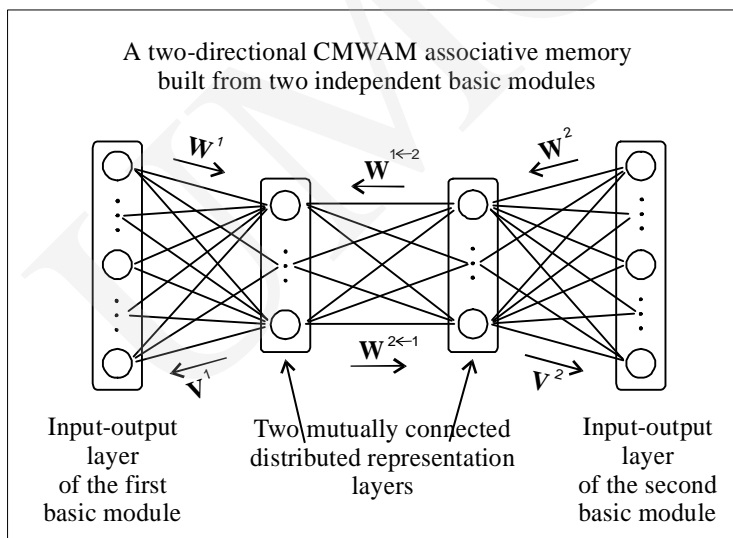 A two-directional CMWAM associative memory
built from two independent basic modules
W¹
W¹←²
W²
V¹
W²←¹
V²
Input-output
layer
of the first
basic module
Two mutually connected
distributed representation
layers
Input-output
layer
of the second
basic module